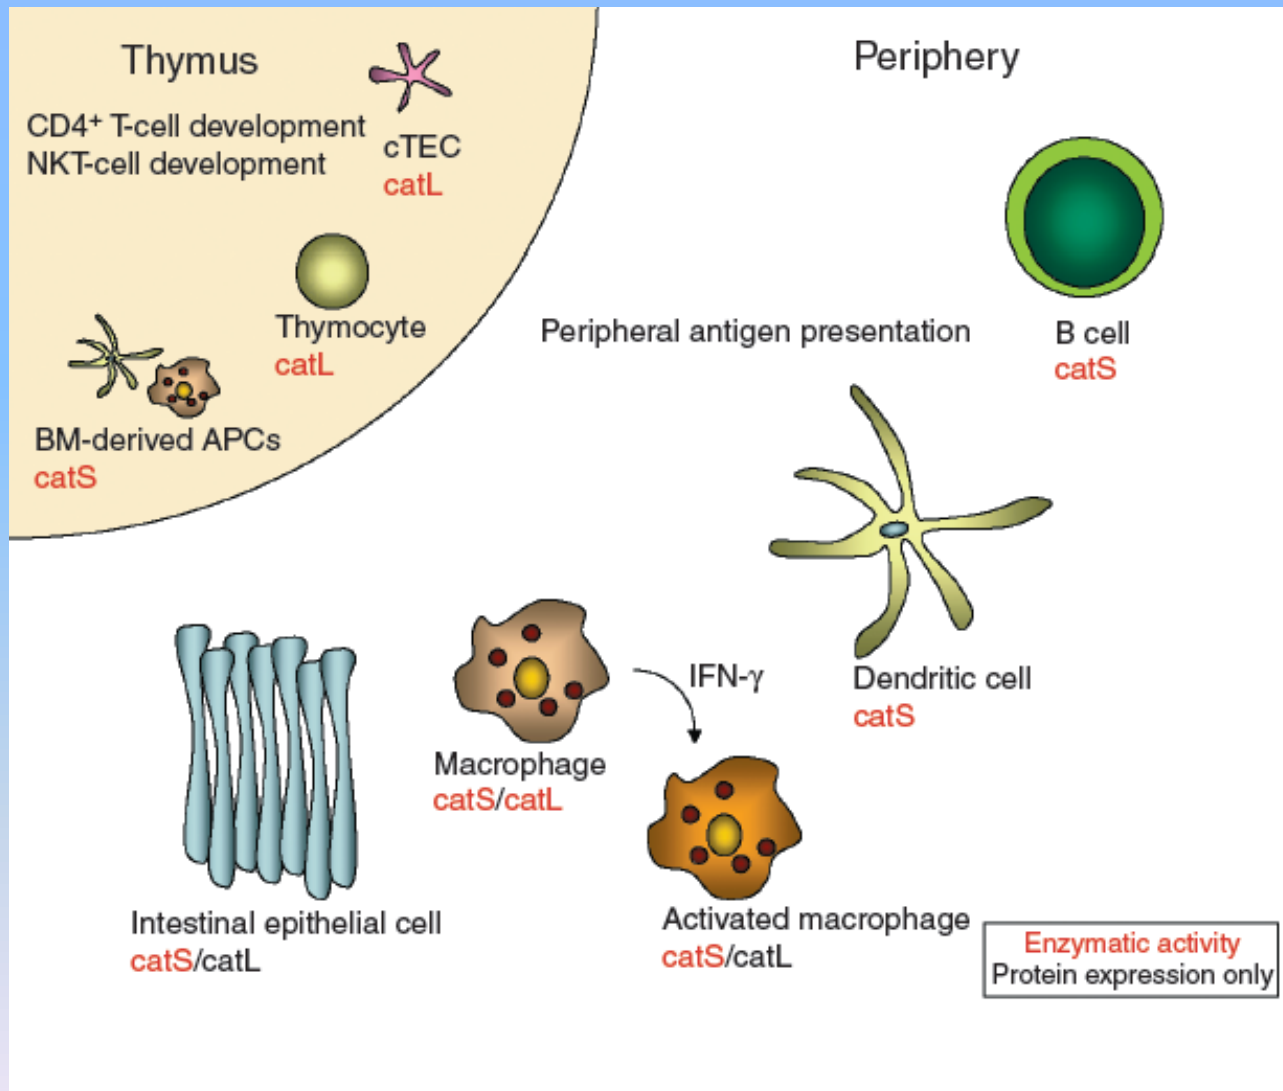 Thymus
CD4⁺ T-cell development
NKT-cell development
cTEC
catL
Thymocyte
catL
BM-derived APCs
catS
Periphery
Peripheral antigen presentation
B cell
catS
Dendritic cell
catS
IFN-γ
Macrophage
catS/catL
Activated macrophage
catS/catL
Intestinal epithelial cell
catS/catL
Enzymatic activity
Protein expression only